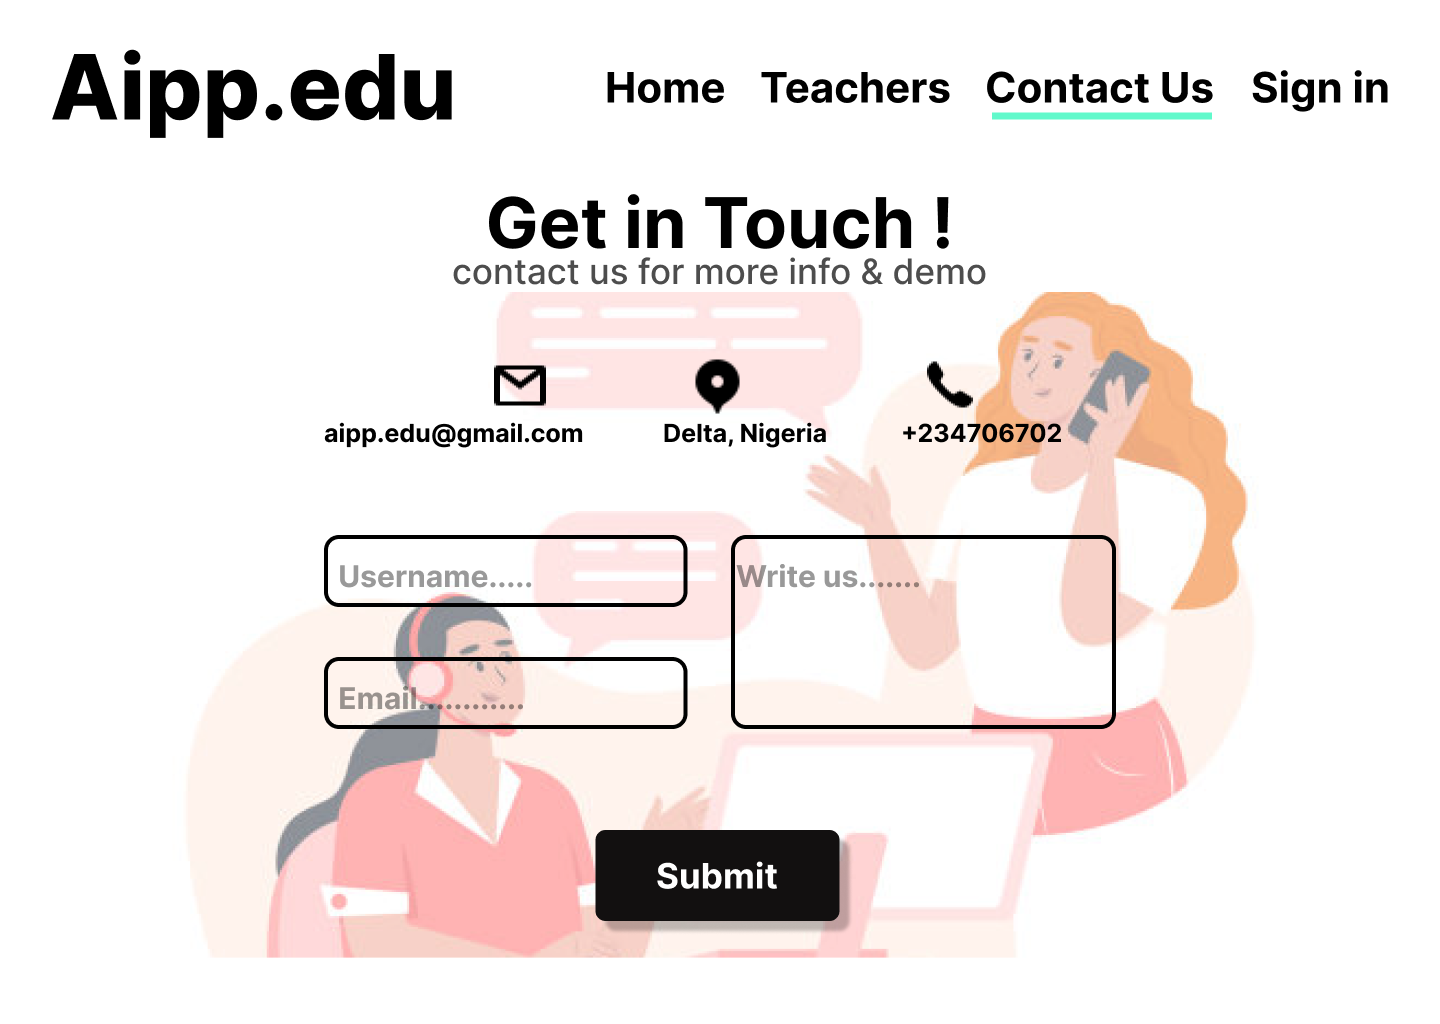 Aipp.edu
Home Teachers Contact Us Sign in
Get in Touch !
contact us for more info & demo
aipp.edu@gmail.com Delta, Nigeria +234706702
Username.....
Write us.......
Email............
Submit